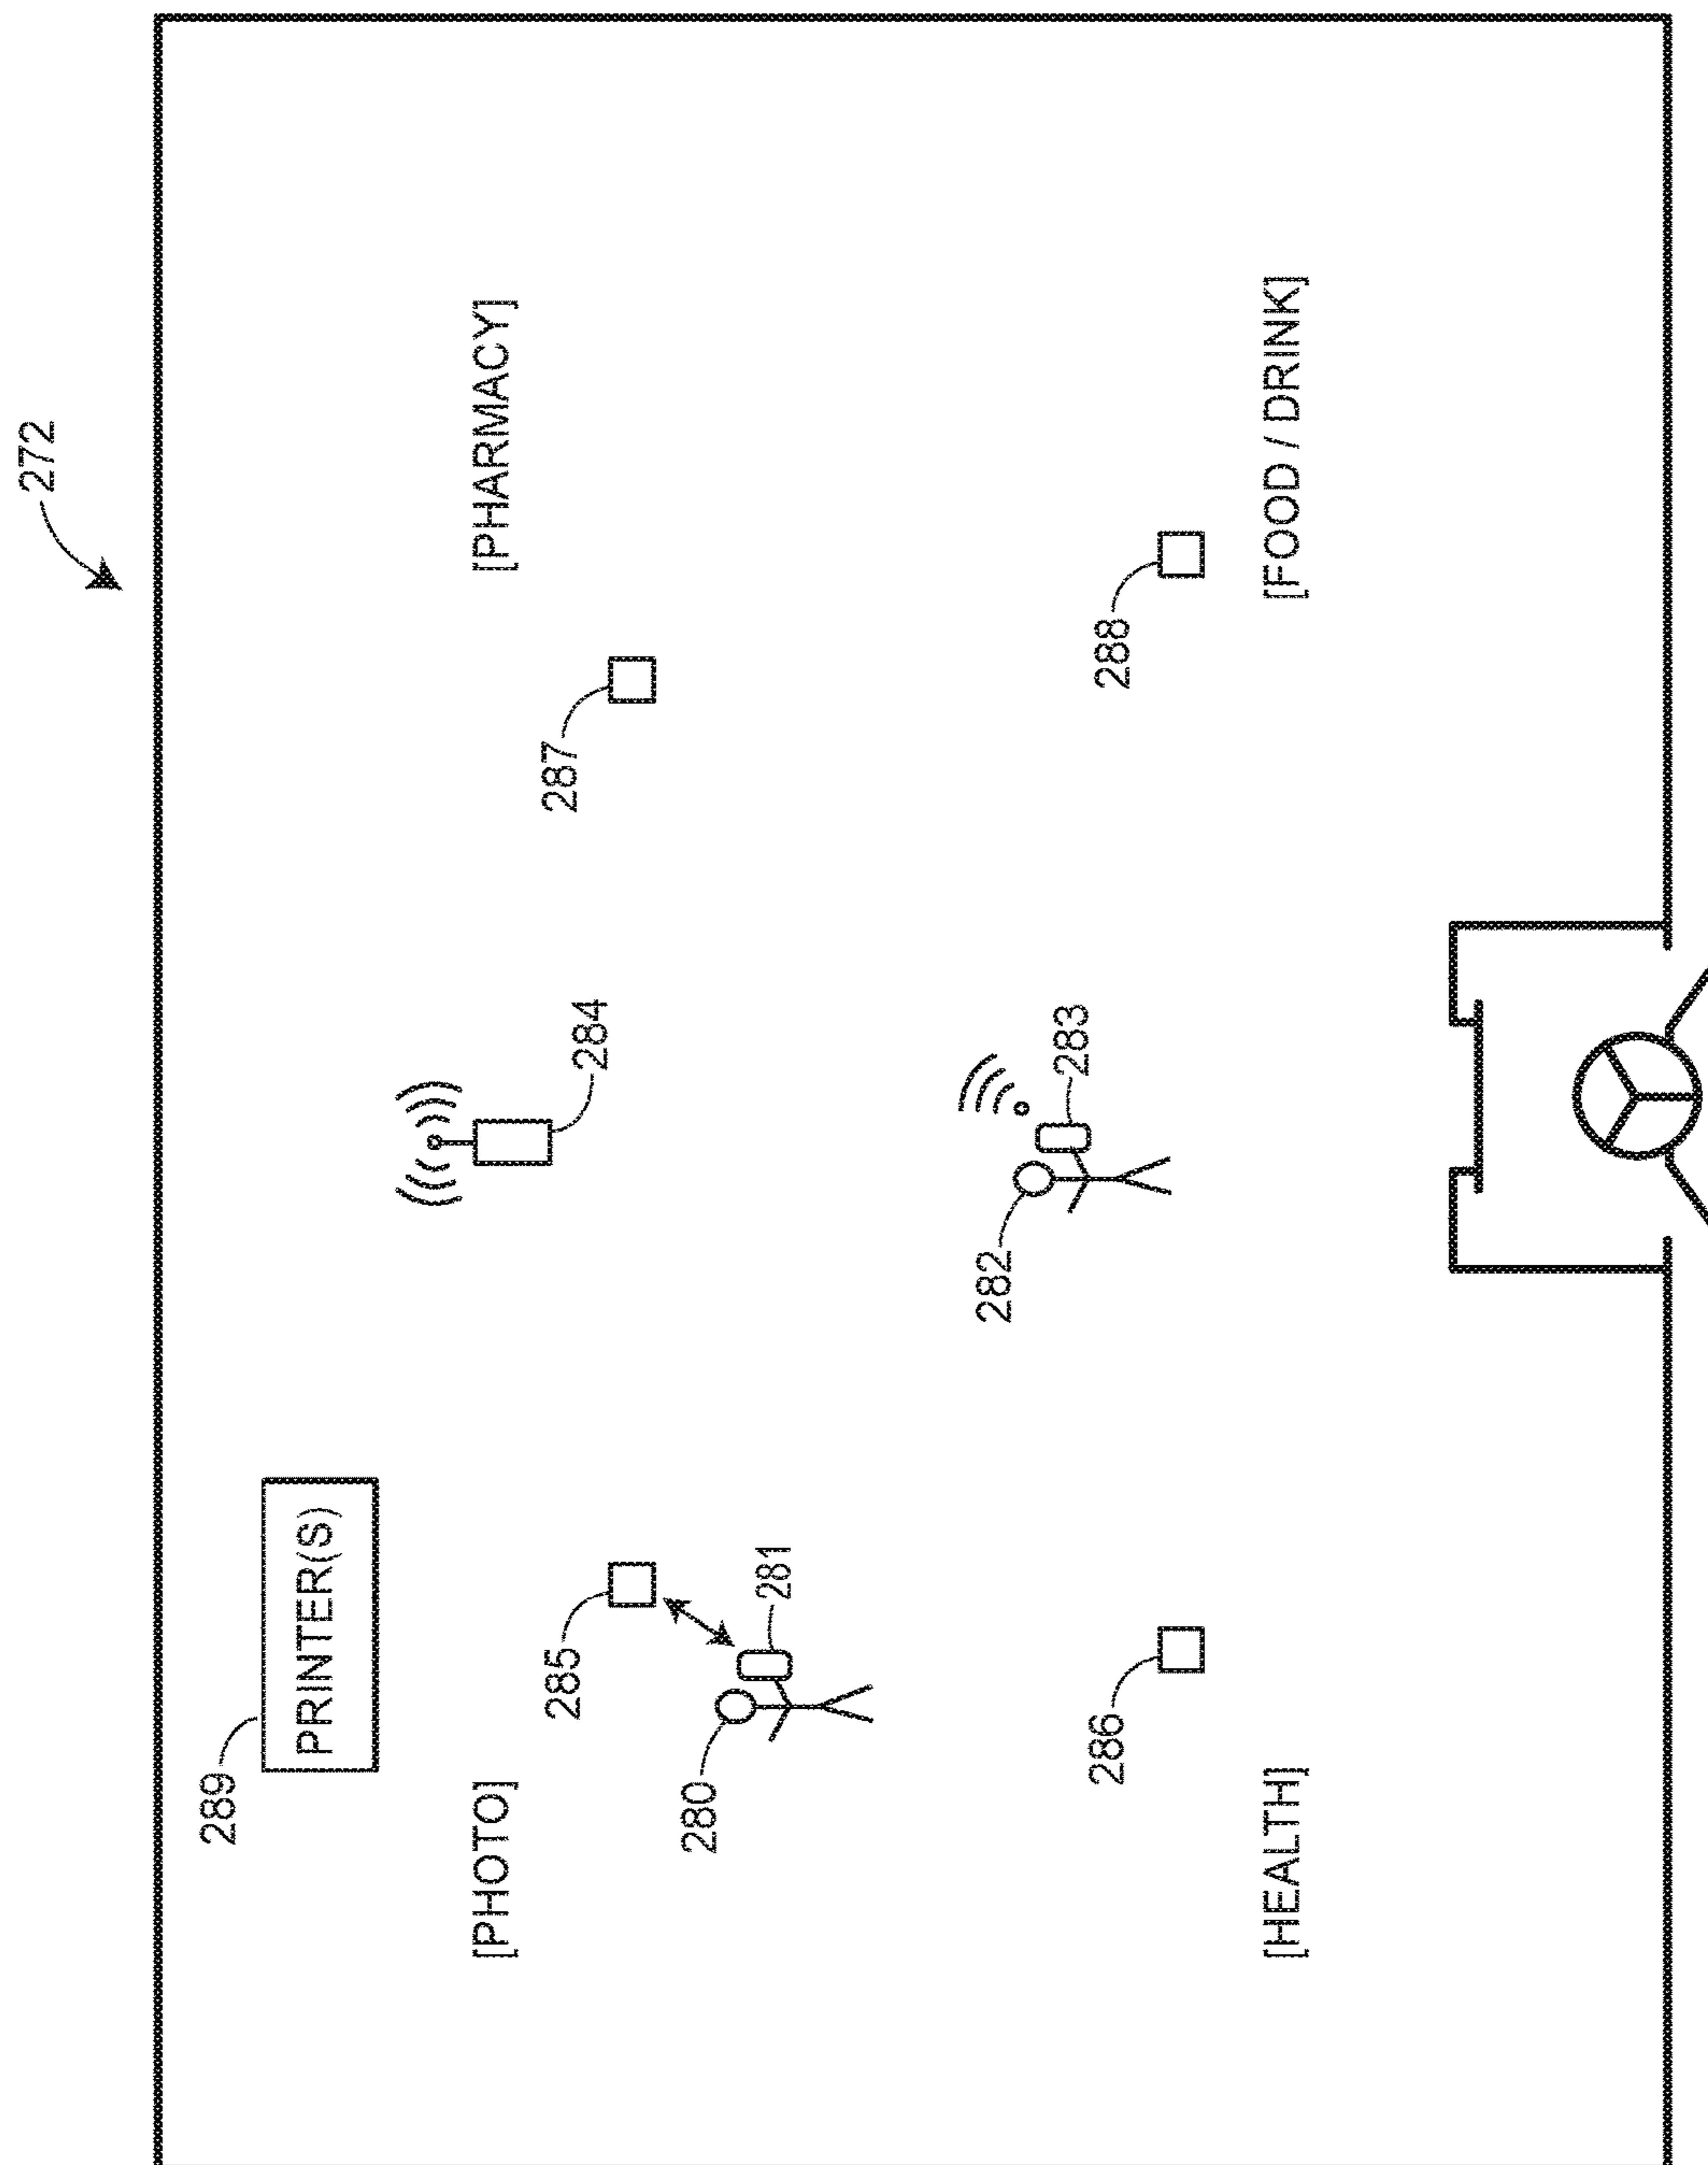 272
289
PRINTER(S)
[PHOTO]
[PHARMACY]
284
285
287
281
280
282
283
286
288
[HEALTH]
[FOOD / DRINK]